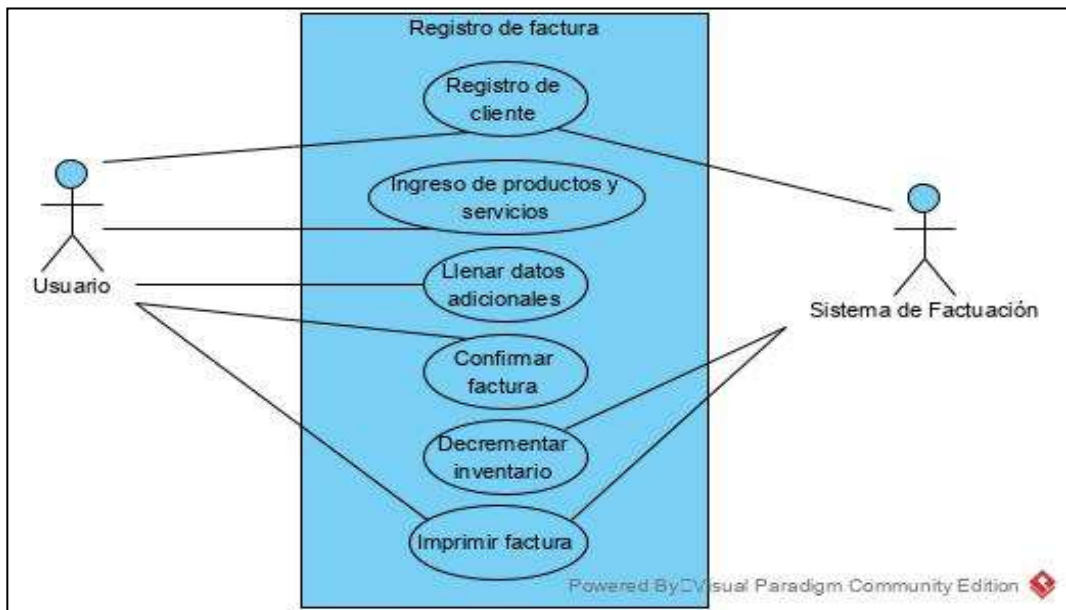 Registro de factura
Registro de
cliente
Ingreso de productos y
servicios
Llenar datos
adicionales
Confirmar
factura
Decrementar
inventario
Imprimir factura
Usuario
Sistema de Factuación
Powered By Visual Paradigm Community Edition